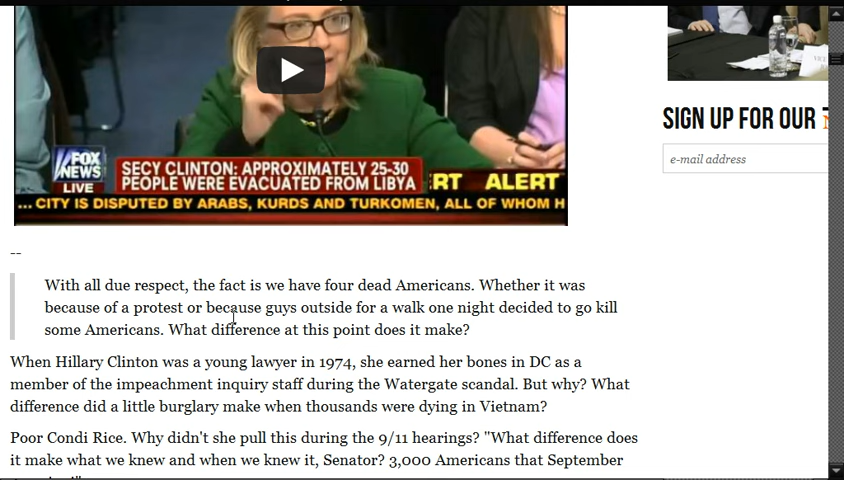 FOX
NEWS
LIVE
SECY CLINTON: APPROXIMATELY 25-30
PEOPLE WERE EVACUATED FROM LIBYA
RT ALERT
... CITY IS DISPUTED BY ARABS, KURDS AND TURKOMEN, ALL OF WHOM H
SIGN UP FOR OUR
e-mail address
--
With all due respect, the fact is we have four dead Americans. Whether it was
because of a protest or because guys outside for a walk one night decided to go kill
some Americans. What difference at this point does it make?
When Hillary Clinton was a young lawyer in 1974, she earned her bones in DC as a
member of the impeachment inquiry staff during the Watergate scandal. But why? What
difference did a little burglary make when thousands were dying in Vietnam?
Poor Condi Rice. Why didn't she pull this during the 9/11 hearings? "What difference does
it make what we knew and when we knew it, Senator? 3,000 Americans that September